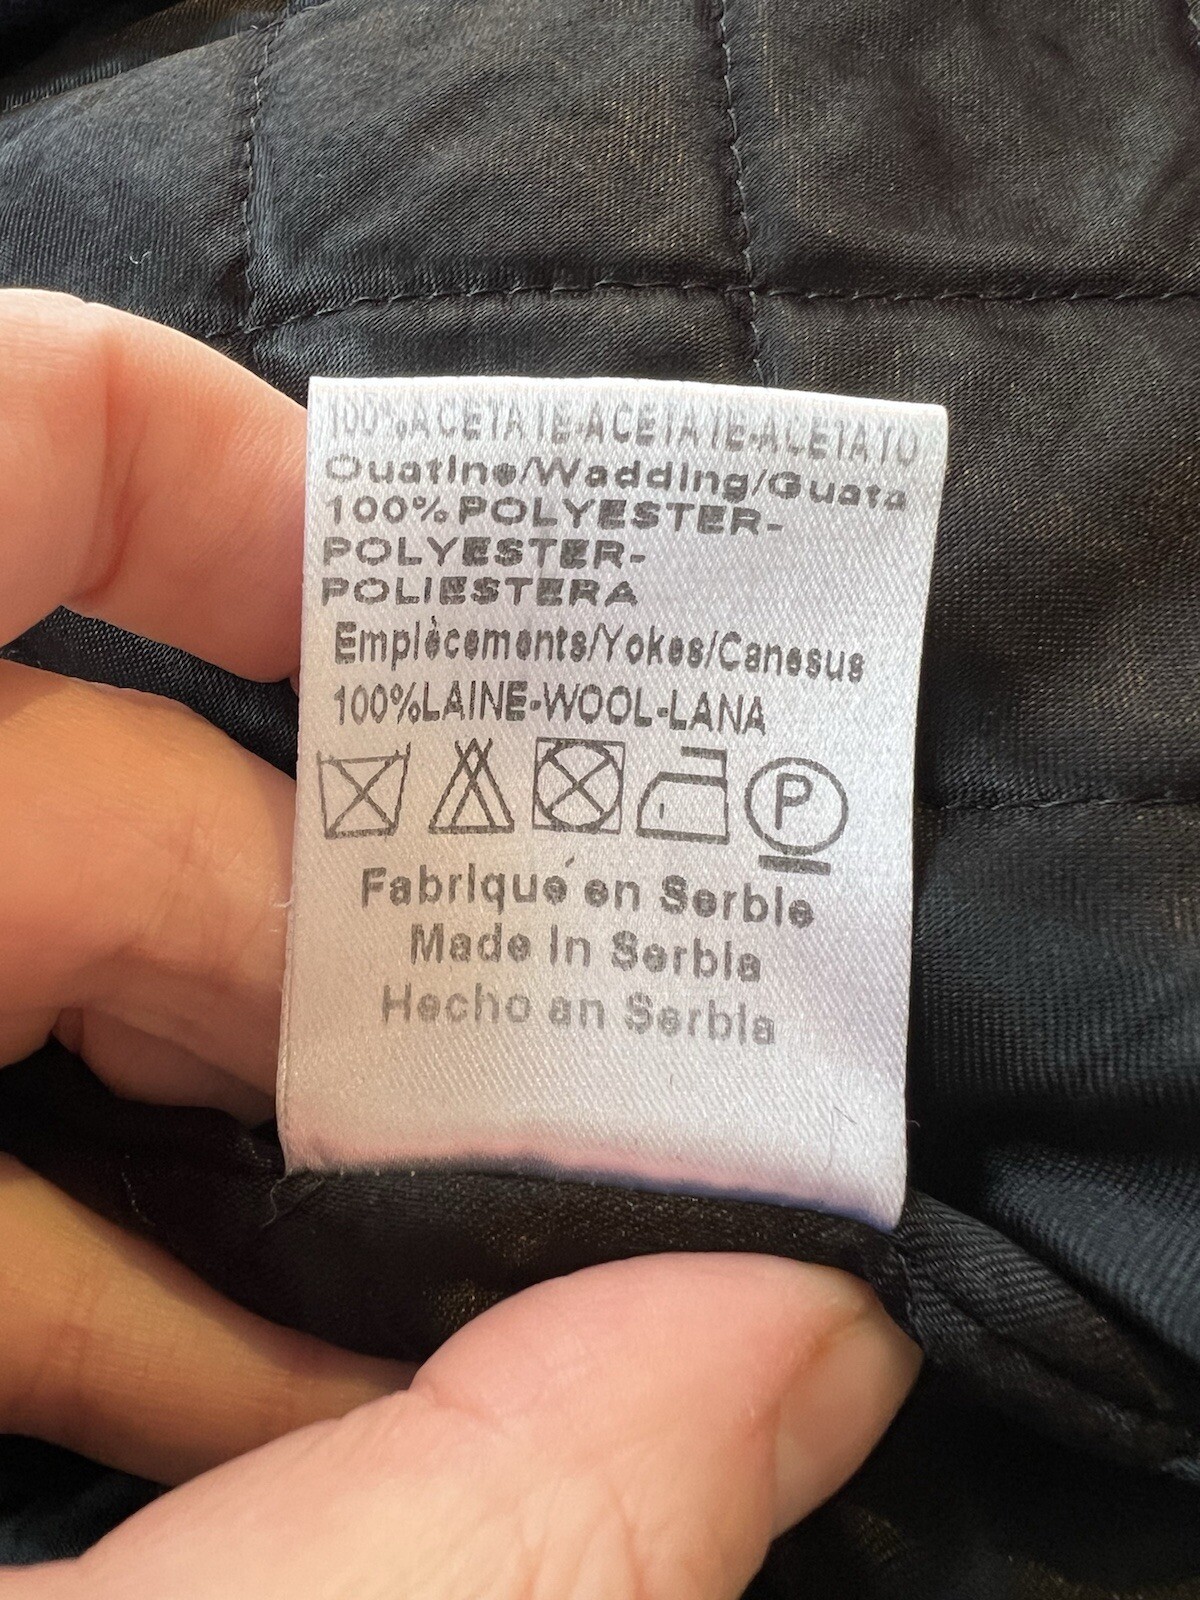 100%ACETATE-ACETATE-ACETATO
Ouatine/Wadding/Guata
100%POLYESTER-
POLYESTER-
POLIESTERA
Emplècements/Yokes/Canesus
100%LAINE-WOOL-LANA
P
Fabriqué en Serbie
Made in Serbia
Hecho an Serbia